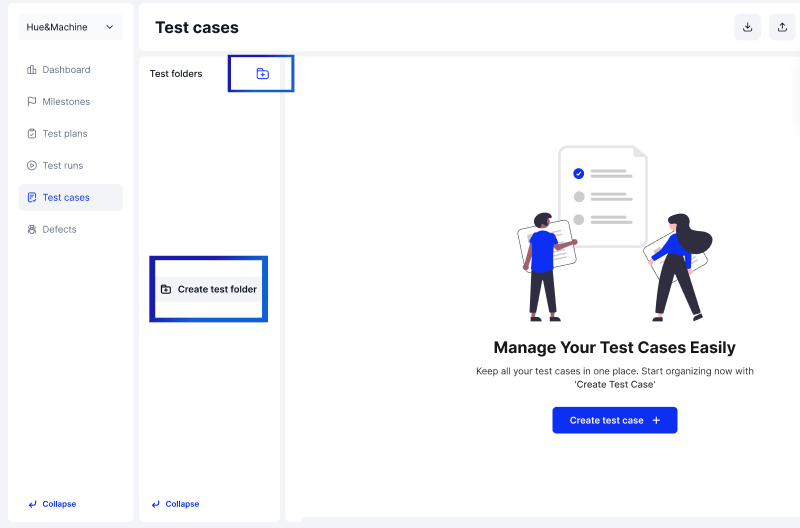 Hue&Machine
Dashboard
Milestones
Test plans
Test runs
Test cases
Defects
Collapse
Test cases
Test folders
Create test folder
Collapse
Manage Your Test Cases Easily
Keep all your test cases in one place. Start organizing now with
'Create Test Case'
Create test case +